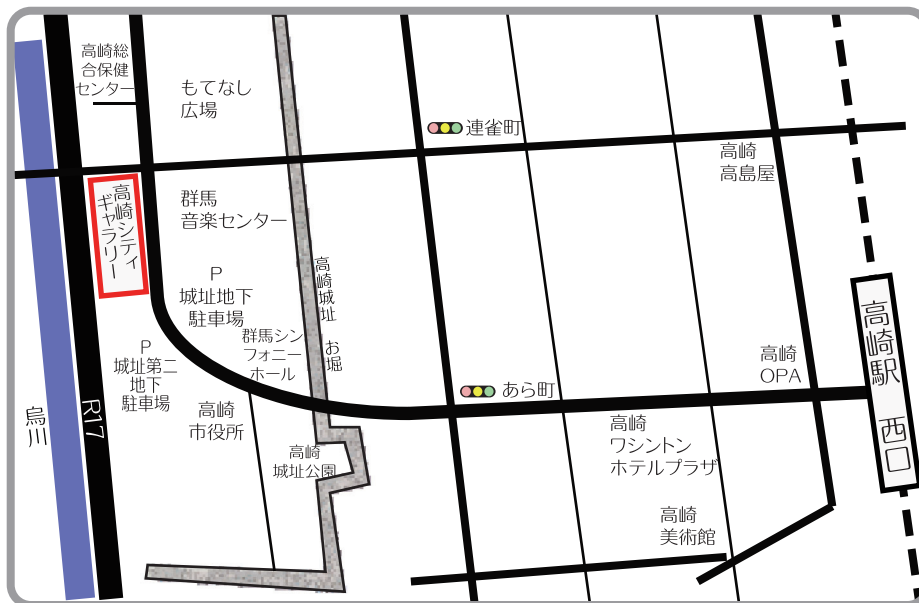 高崎総
合保健
センター
もてなし
広場
連雀町
高崎
高島屋
高崎シティ
ギャラリー
群馬
音楽センター
P
城址地下
駐車場
高崎城址 お堀
群馬シン
フォニー
ホール
P
城址第二
地下
駐車場
高崎
市役所
高崎
城址公園
あら町
高崎
OPA
高崎駅 西口
高崎
ワシントン
ホテルプラザ
高崎
美術館
烏川
R17